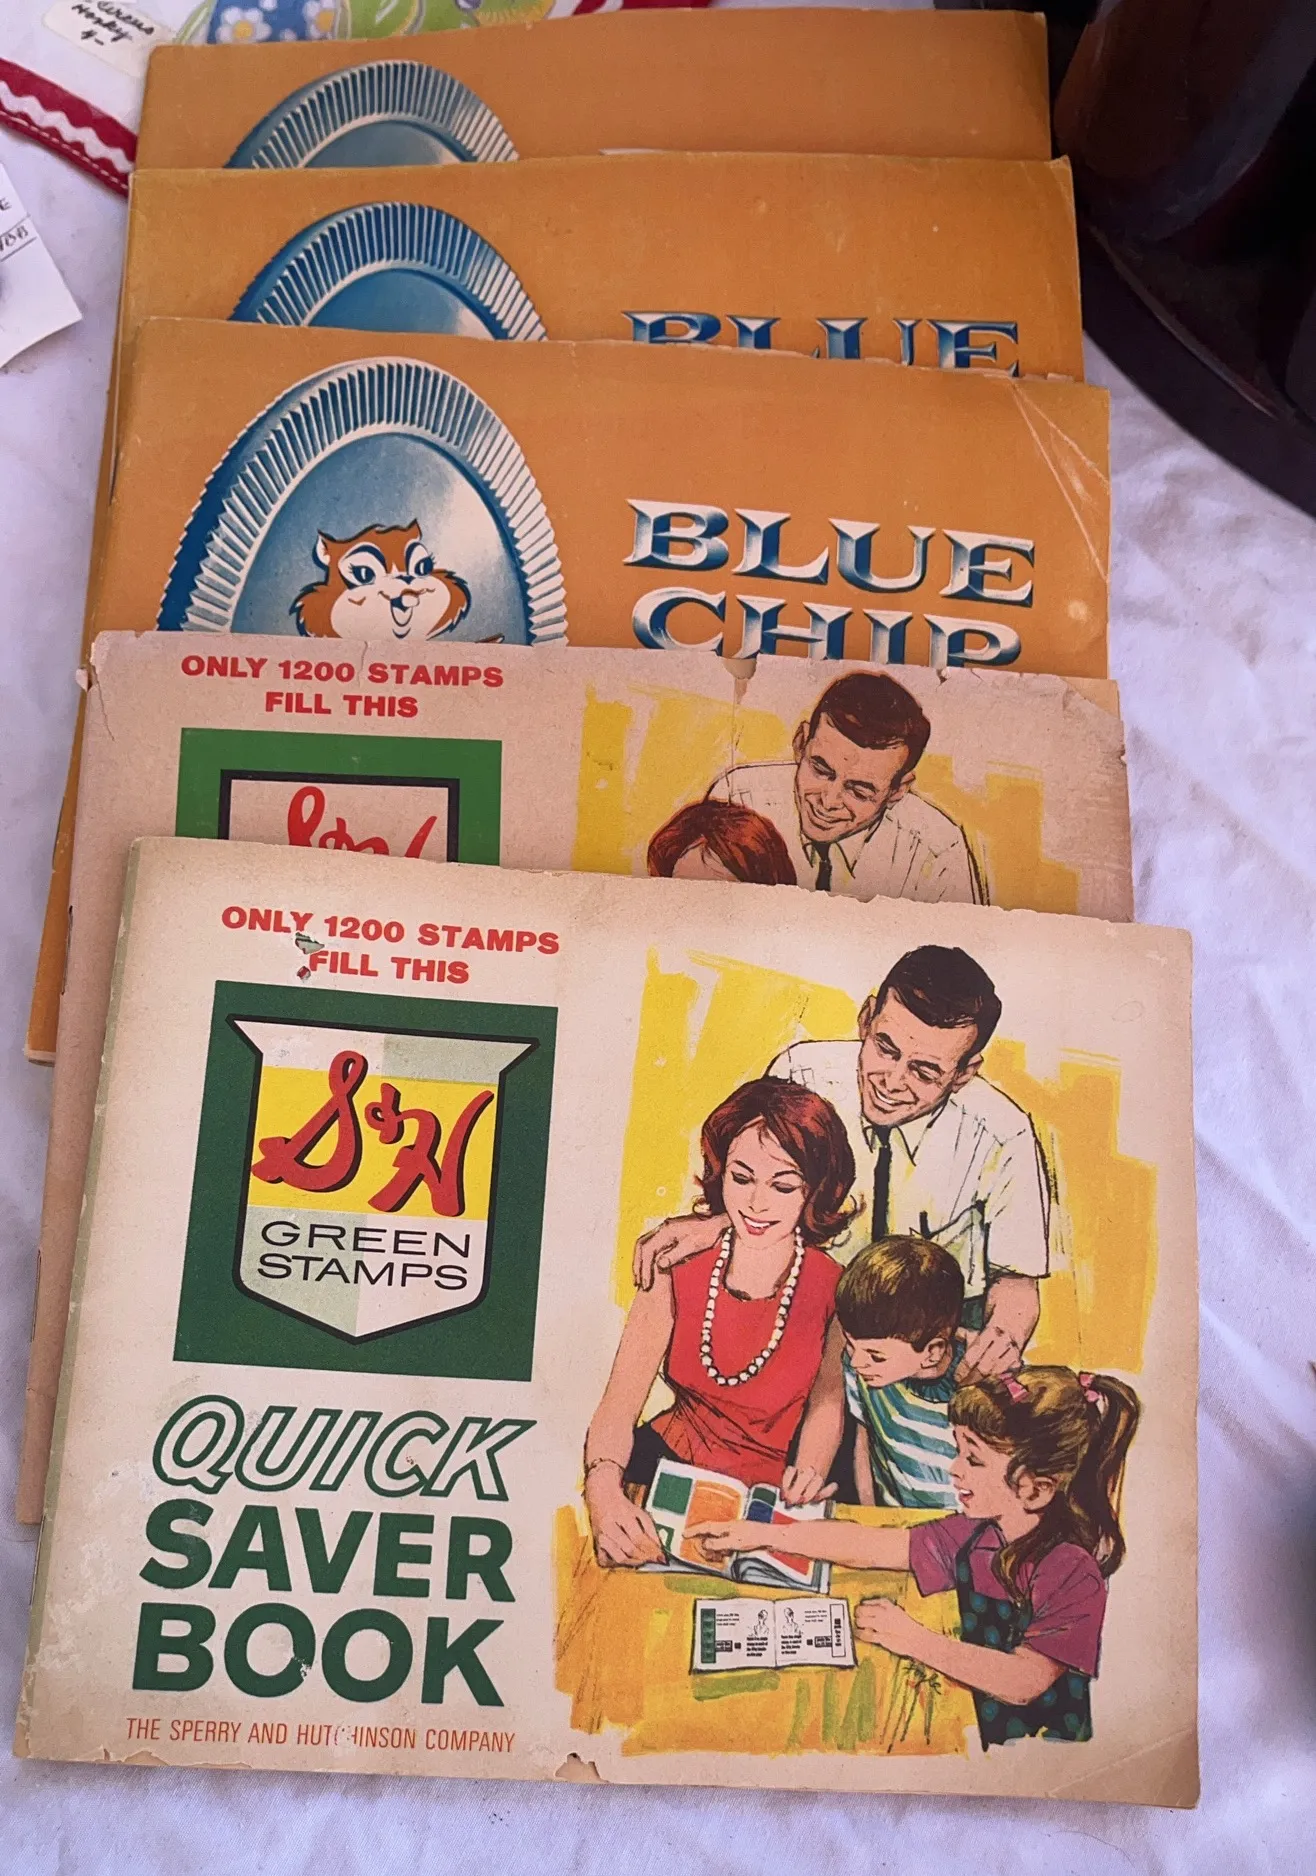 BLUE
BLUE
CHIP
ONLY 1200 STAMPS
FILL THIS
S&H
ONLY 1200 STAMPS
FILL THIS
S&H
GREEN
STAMPS
QUICK
SAVER
BOOK
THE SPERRY AND HUTCHINSON COMPANY